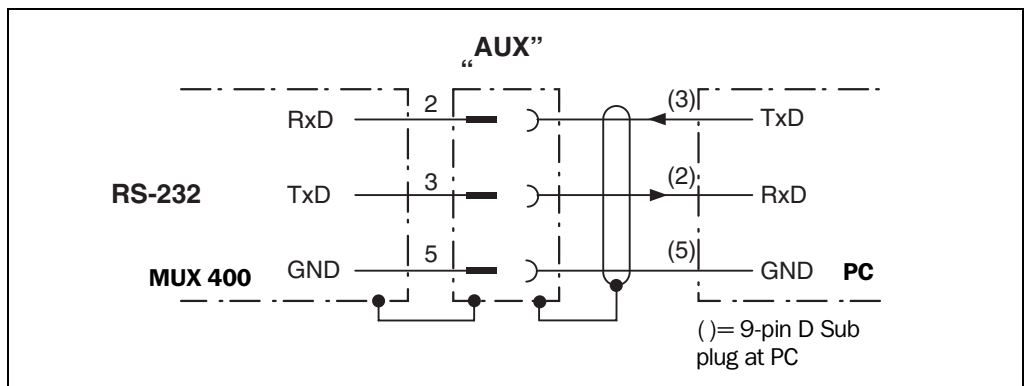 „AUX”
RxD 2 (3) TxD
RS-232 TxD 3 (2) RxD
MUX 400 GND 5 (5) GND PC
( )= 9-pin D Sub
plug at PC